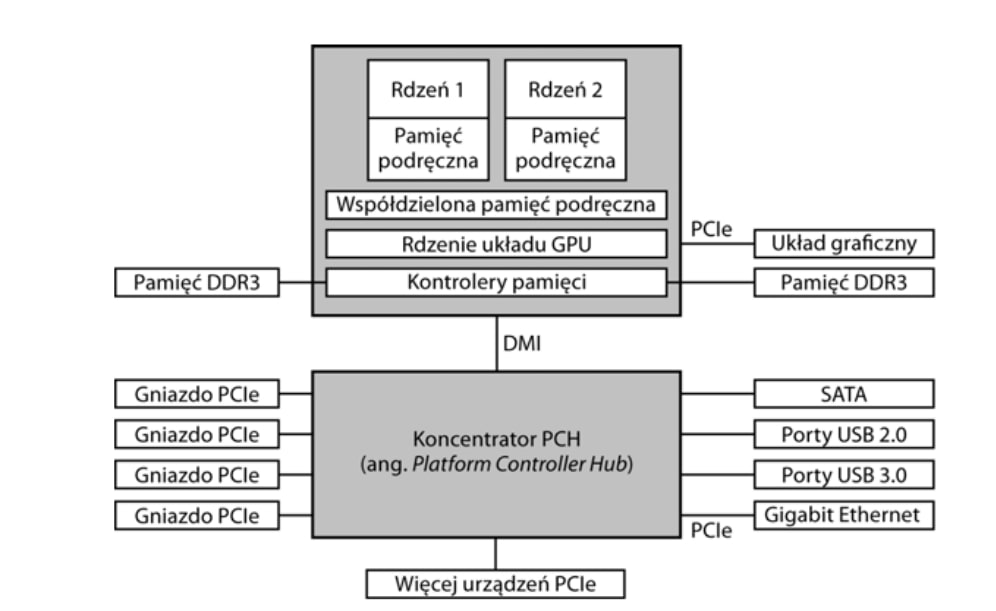 Rdzeń 1
Rdzeń 2
Pamięć
podręczna
Pamięć
podręczna
Współdzielona pamięć podręczna
PCIe
Rdzenie układu GPU
Układ graficzny
Pamięć DDR3
Kontrolery pamięci
Pamięć DDR3
DMI
Gniazdo PCIe
Gniazdo PCIe
Gniazdo PCIe
Gniazdo PCIe
Koncentrator PCH
(ang. Platform Controller Hub)
SATA
Porty USB 2.0
Porty USB 3.0
Gigabit Ethernet
PCIe
Więcej urządzeń PCIe